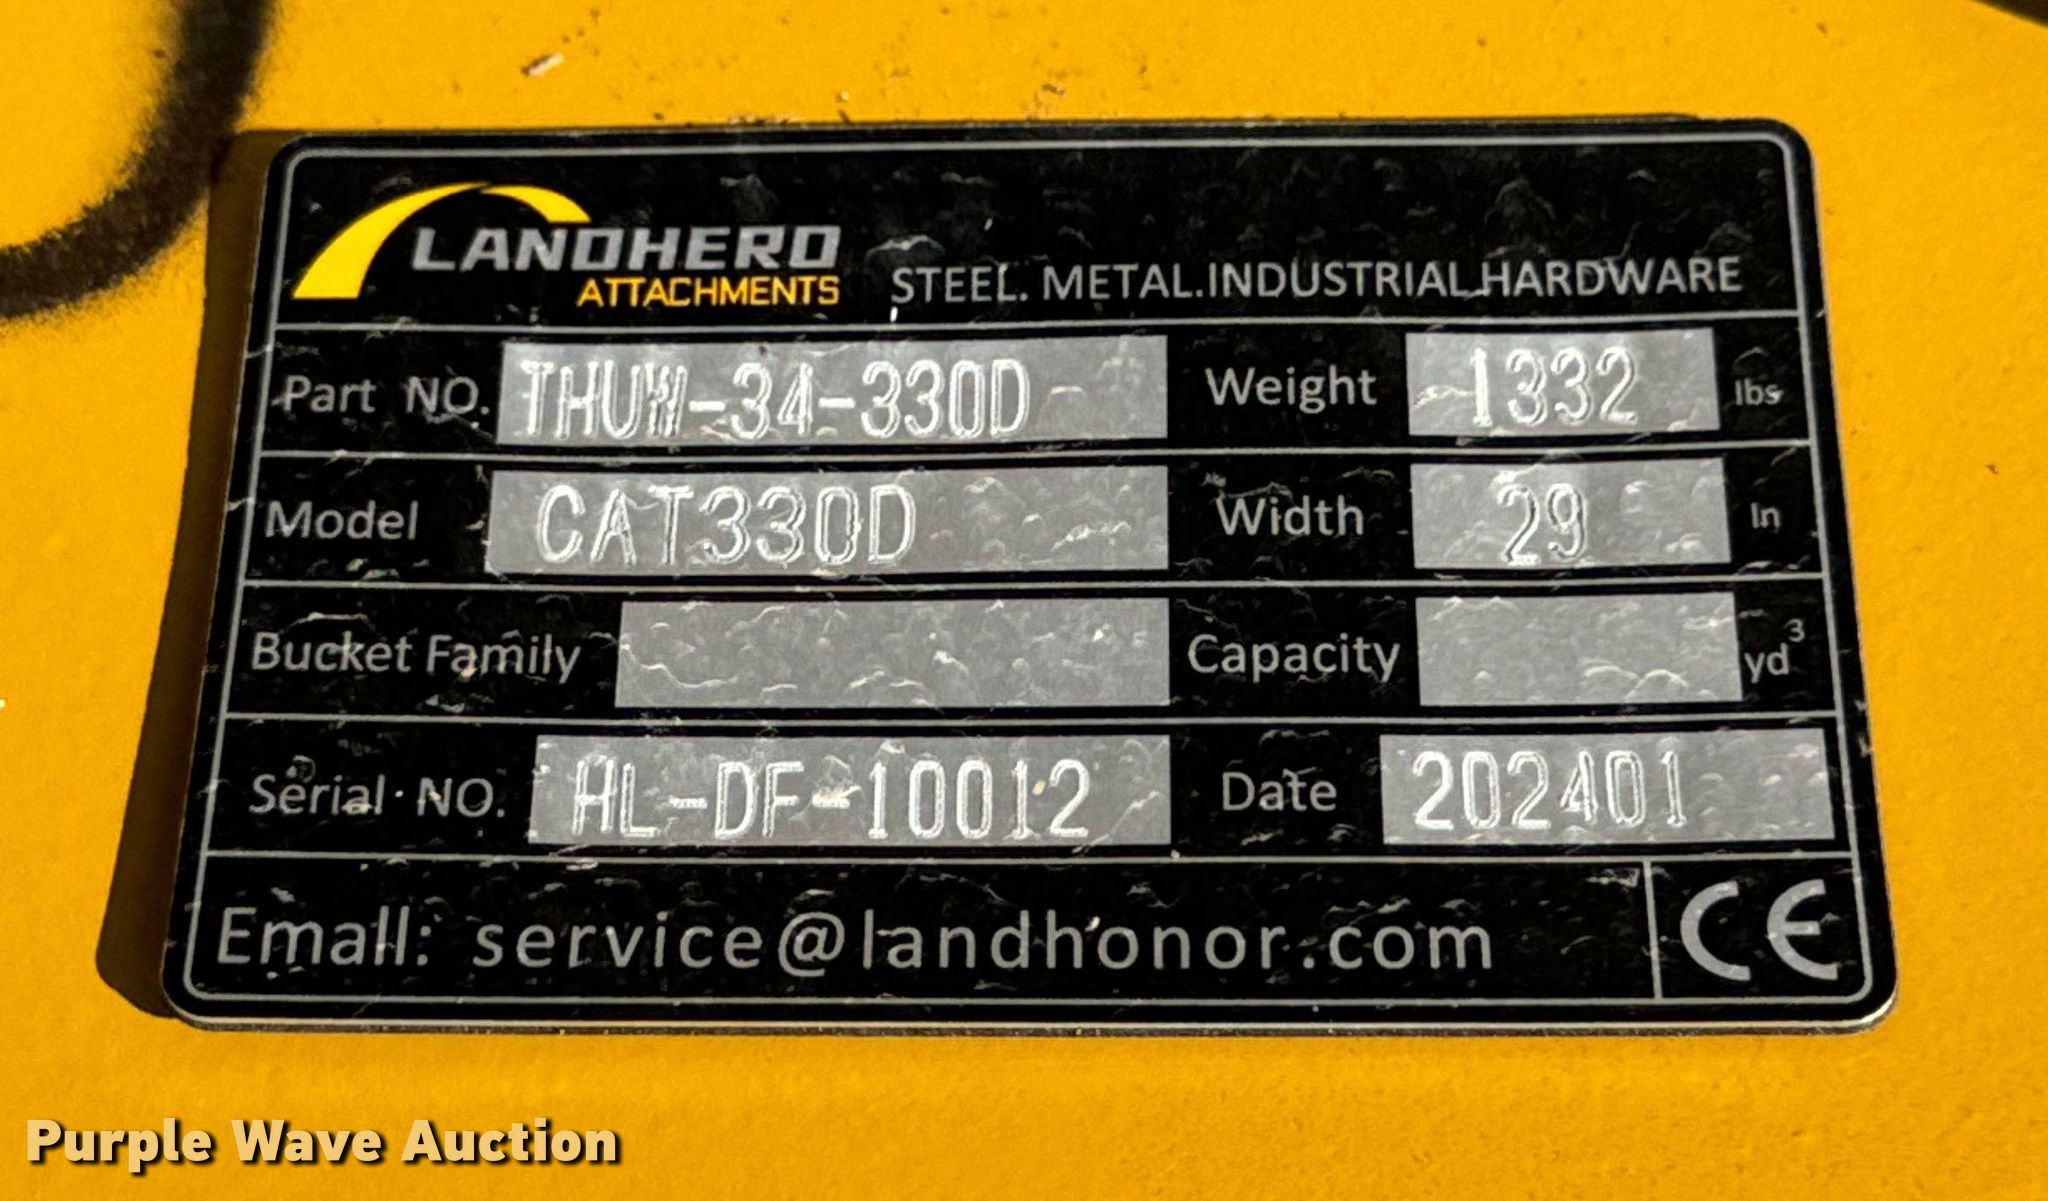 LANDHERO
ATTACHMENTS
STEEL. METAL.INDUSTRIAL.HARDWARE
Part NO. THUW-34-330D Weight 1332 lbs
Model CAT330D Width 29 In
Bucket Family Capacity yd³
Serial NO. HL-DF-10012 Date 202401
Emall: service@landhonor.com CE
Purple Wave Auction